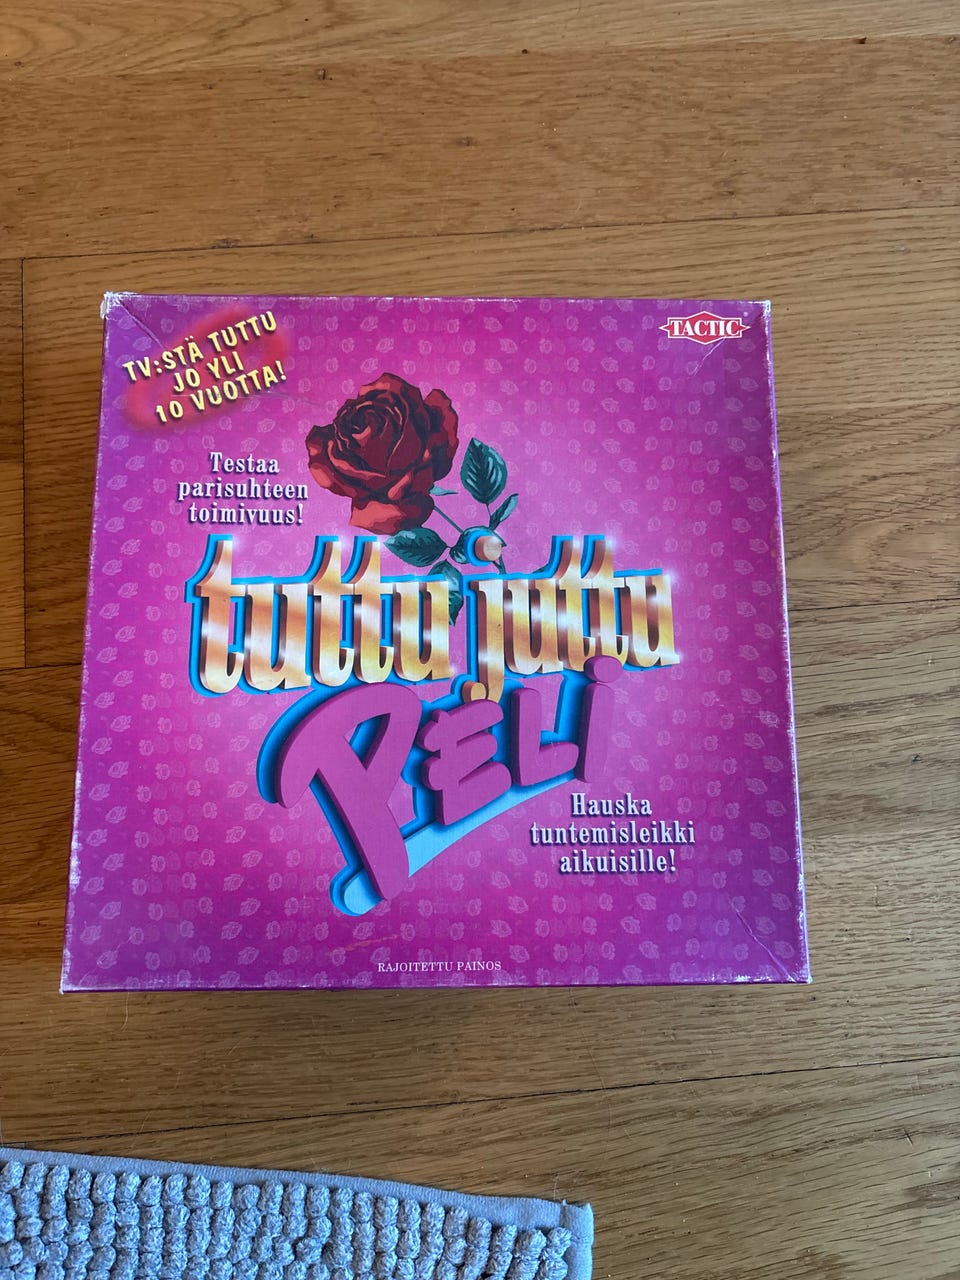 TV:STÄ TUTTU
JO YLI
10 VUOTTA!
TACTIC®
Testaa
parisuhteen
toimivuus!
tuttu juttu
PELI
Hauska
tuntemisleikki
aikuisille!
RAJOITETTU PAINOS